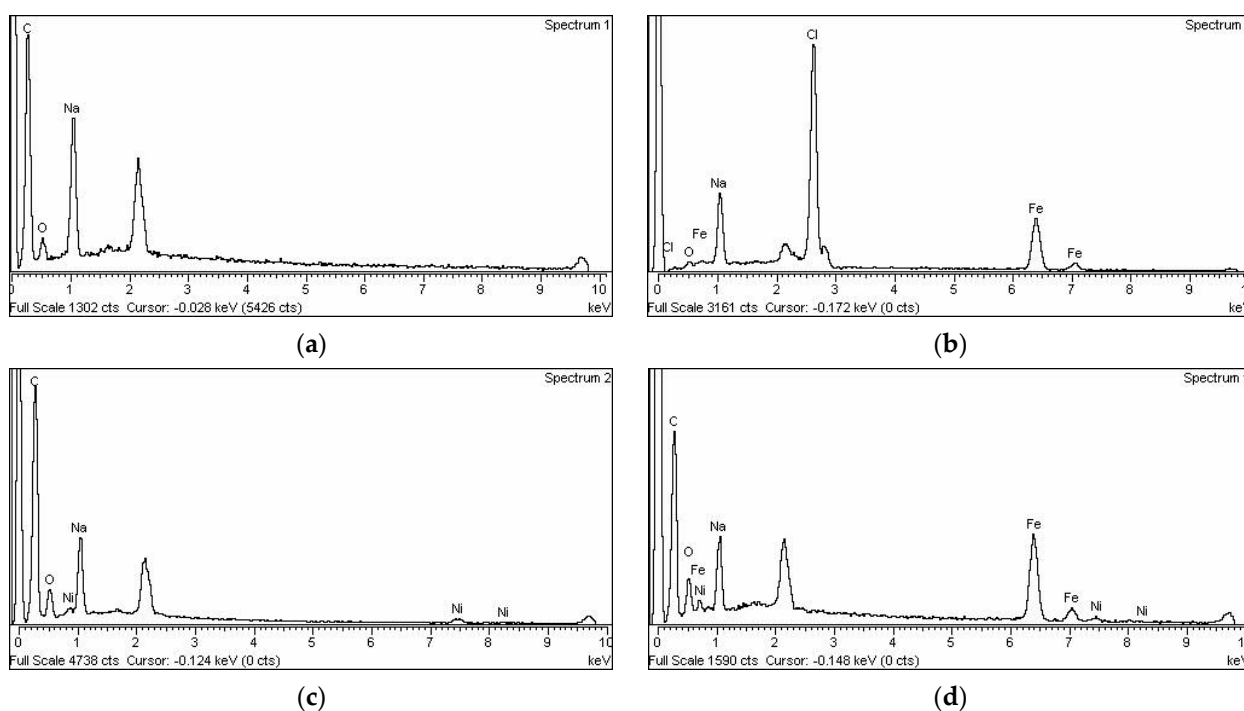 Spectrum 1
C
Na
O
0 1 2 3 4 5 6 7 8 9 10
Full Scale 1302 cts Cursor: -0.028 keV (5426 cts) keV
(a)
Spectrum
Cl
Na
Fe
Cl O Fe
Fe
0 1 2 3 4 5 6 7 8 9
Full Scale 3161 cts Cursor: -0.172 keV (0 cts)
(b)
Spectrum 2
C
Na
O
Ni
Ni
Ni
0 1 2 3 4 5 6 7 8 9 10
Full Scale 4738 cts Cursor: -0.124 keV (0 cts) keV
(c)
Spectrum
C
Na
Fe
O
Fe
Ni
Fe
Ni
Ni
0 1 2 3 4 5 6 7 8 9
Full Scale 1590 cts Cursor: -0.148 keV (0 cts)
(d)